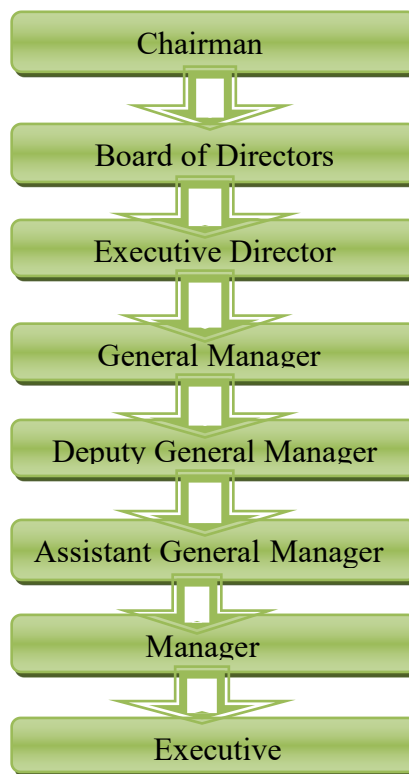 Chairman
Board of Directors
Executive Director
General Manager
Deputy General Manager
Assistant General Manager
Manager
Executive